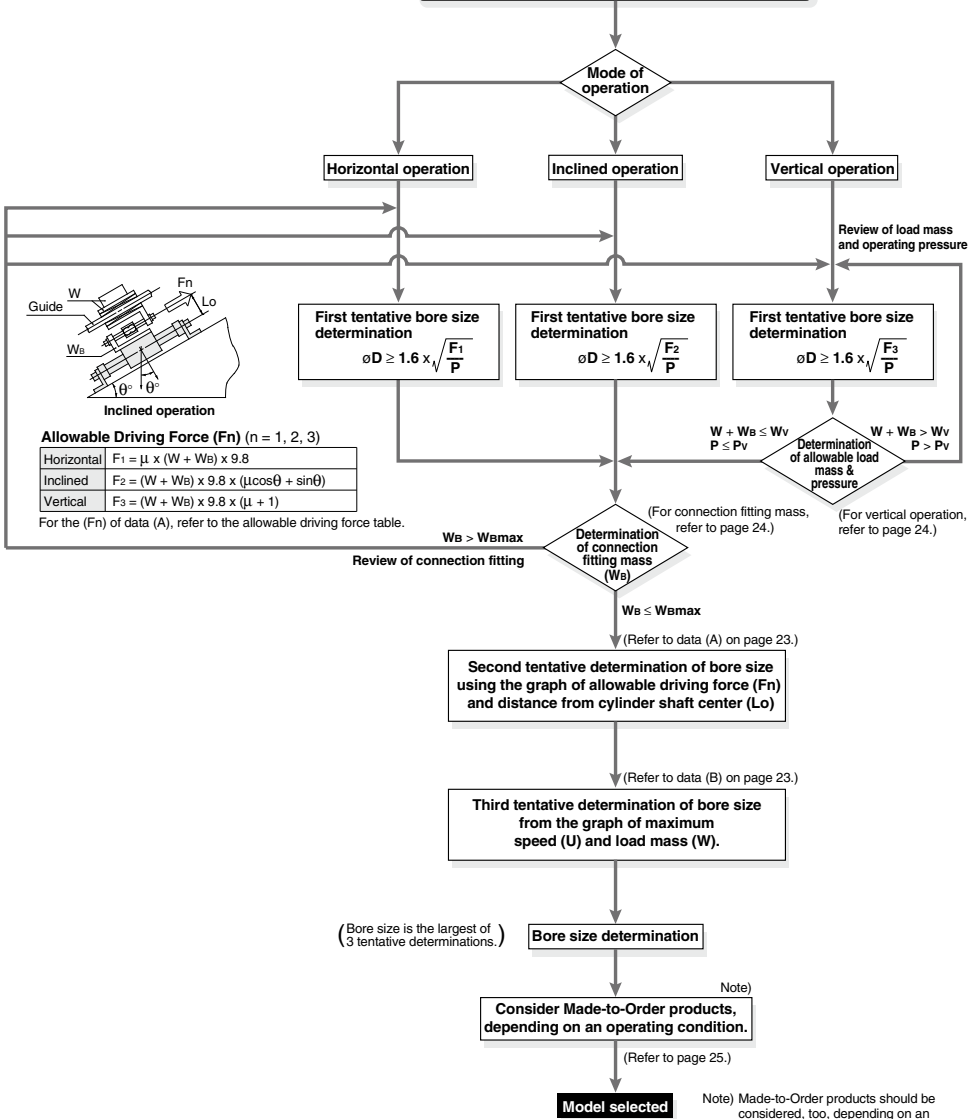 Mode of
operation
Horizontal operation
Inclined operation
Vertical operation
Review of load mass
and operating pressure
W
Guide
WB
Fn
Lo
θ°
θ°
Inclined operation
First tentative bore size
determination
øD ≥ 1.6 x √F1/P
First tentative bore size
determination
øD ≥ 1.6 x √F2/P
First tentative bore size
determination
øD ≥ 1.6 x √F3/P
Allowable Driving Force (Fn) (n = 1, 2, 3)
Horizontal F1 = μ x (W + WB) x 9.8
Inclined F2 = (W + WB) x 9.8 x (μcosθ + sinθ)
Vertical F3 = (W + WB) x 9.8 x (μ + 1)
For the (Fn) of data (A), refer to the allowable driving force table.
W + WB ≤ WV
P ≤ PV
Determination
of allowable load
mass &
pressure
W + WB > WV
P > PV
(For vertical operation,
refer to page 24.)
(For connection fitting mass,
refer to page 24.)
Determination
of connection
fitting mass
(WB)
WB > WBmax
Review of connection fitting
WB ≤ WBmax
(Refer to data (A) on page 23.)
Second tentative determination of bore size
using the graph of allowable driving force (Fn)
and distance from cylinder shaft center (Lo)
(Refer to data (B) on page 23.)
Third tentative determination of bore size
from the graph of maximum
speed (U) and load mass (W).
(Bore size is the largest of
3 tentative determinations.)
Bore size determination
Note)
Consider Made-to-Order products,
depending on an operating condition.
(Refer to page 25.)
Model selected
Note) Made-to-Order products should be
considered, too, depending on an